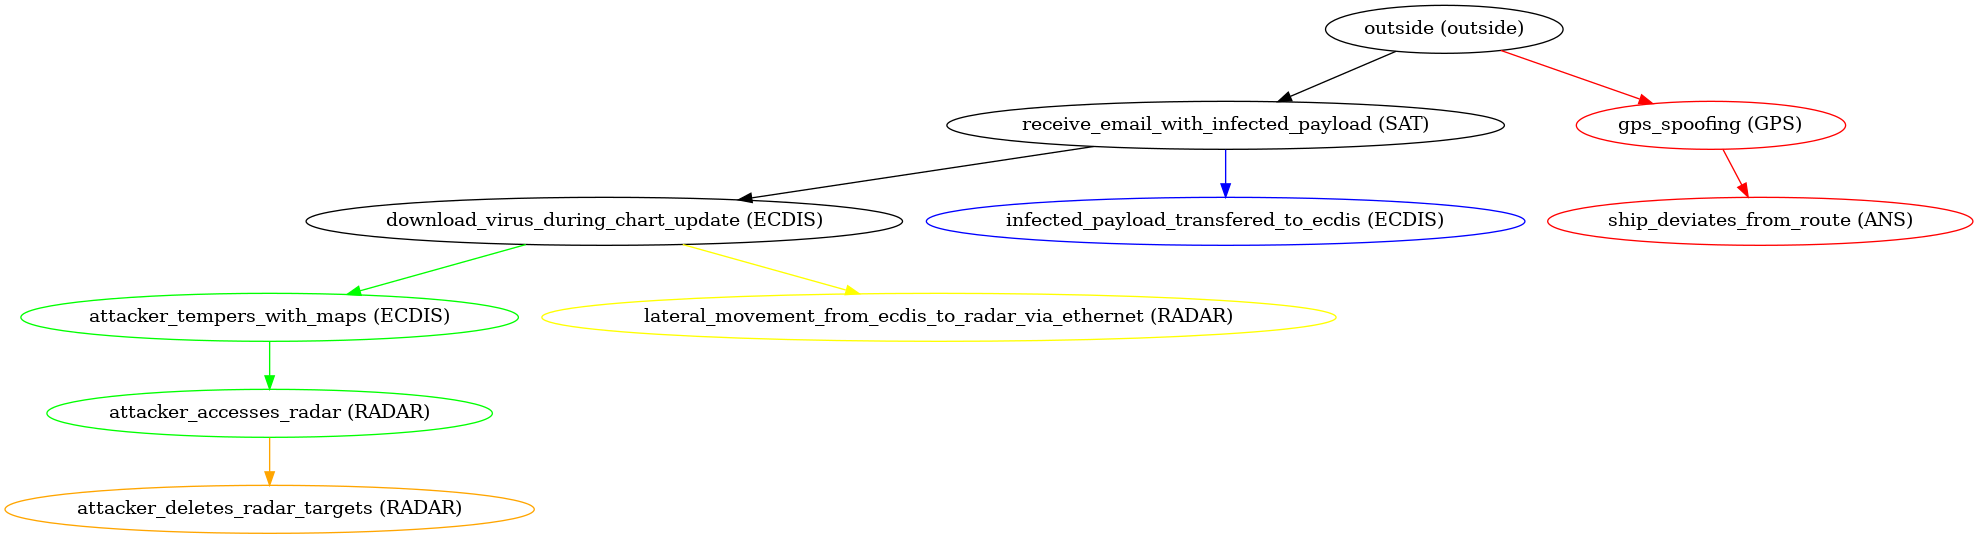 outside (outside)
receive_email_with_infected_payload (SAT)
gps_spoofing (GPS)
download_virus_during_chart_update (ECDIS)
infected_payload_transfered_to_ecdis (ECDIS)
ship_deviates_from_route (ANS)
attacker_tempers_with_maps (ECDIS)
lateral_movement_from_ecdis_to_radar_via_ethernet (RADAR)
attacker_accesses_radar (RADAR)
attacker_deletes_radar_targets (RADAR)